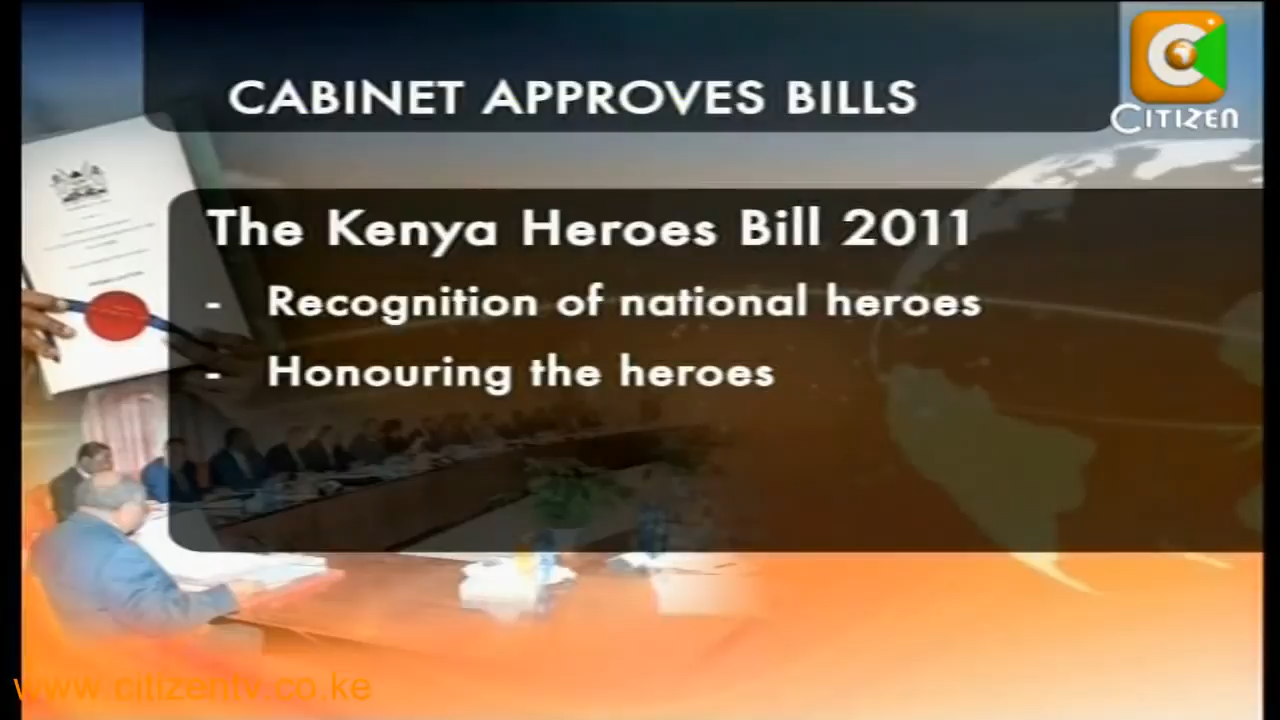 CABINET APPROVES BILLS
CITIZEN
The Kenya Heroes Bill 2011
- Recognition of national heroes
- Honouring the heroes
www.citizentv.co.ke